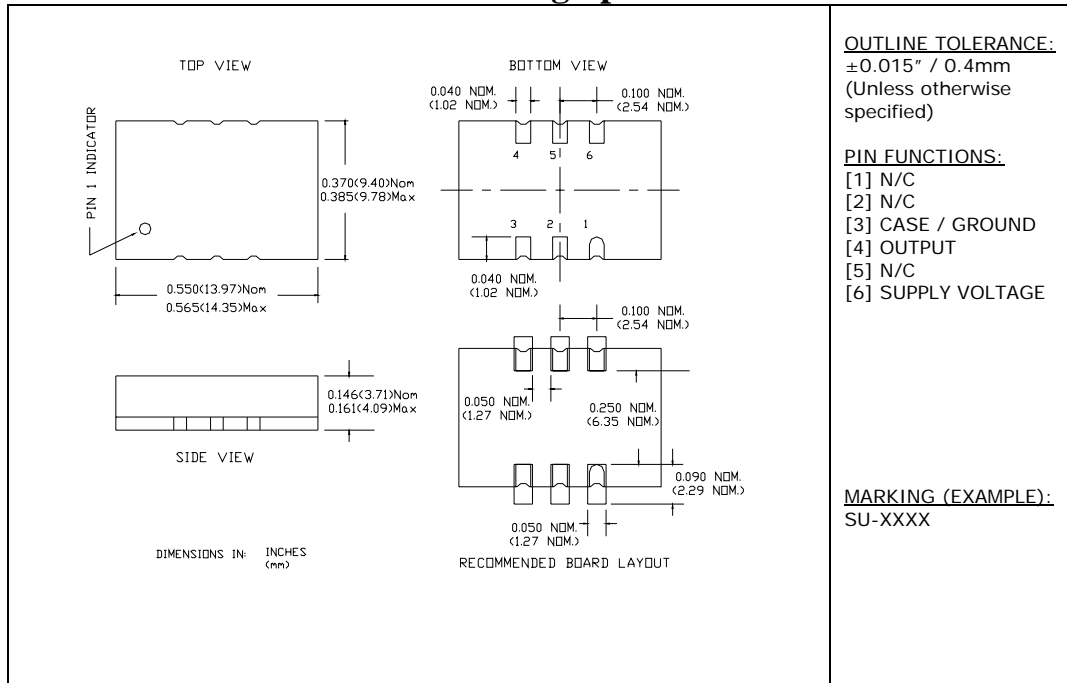 TOP VIEW
PIN 1 INDICATOR
0.370(9.40)Nom
0.385(9.78)Max
0.550(13.97)Nom
0.565(14.35)Max
0.146(3.71)Nom
0.161(4.09)Max
SIDE VIEW
DIMENSIONS IN: INCHES
(mm)
BOTTOM VIEW
0.040 NOM.
(1.02 NOM.)
0.100 NOM.
(2.54 NOM.)
4 5 6
3 2 1
0.040 NOM.
(1.02 NOM.)
0.100 NOM.
(2.54 NOM.)
0.050 NOM.
(1.27 NOM.)
0.250 NOM.
(6.35 NOM.)
0.090 NOM.
(2.29 NOM.)
0.050 NOM.
(1.27 NOM.)
RECOMMENDED BOARD LAYOUT
OUTLINE TOLERANCE:
±0.015" / 0.4mm
(Unless otherwise
specified)
PIN FUNCTIONS:
[1] N/C
[2] N/C
[3] CASE / GROUND
[4] OUTPUT
[5] N/C
[6] SUPPLY VOLTAGE
MARKING (EXAMPLE):
SU-XXXX